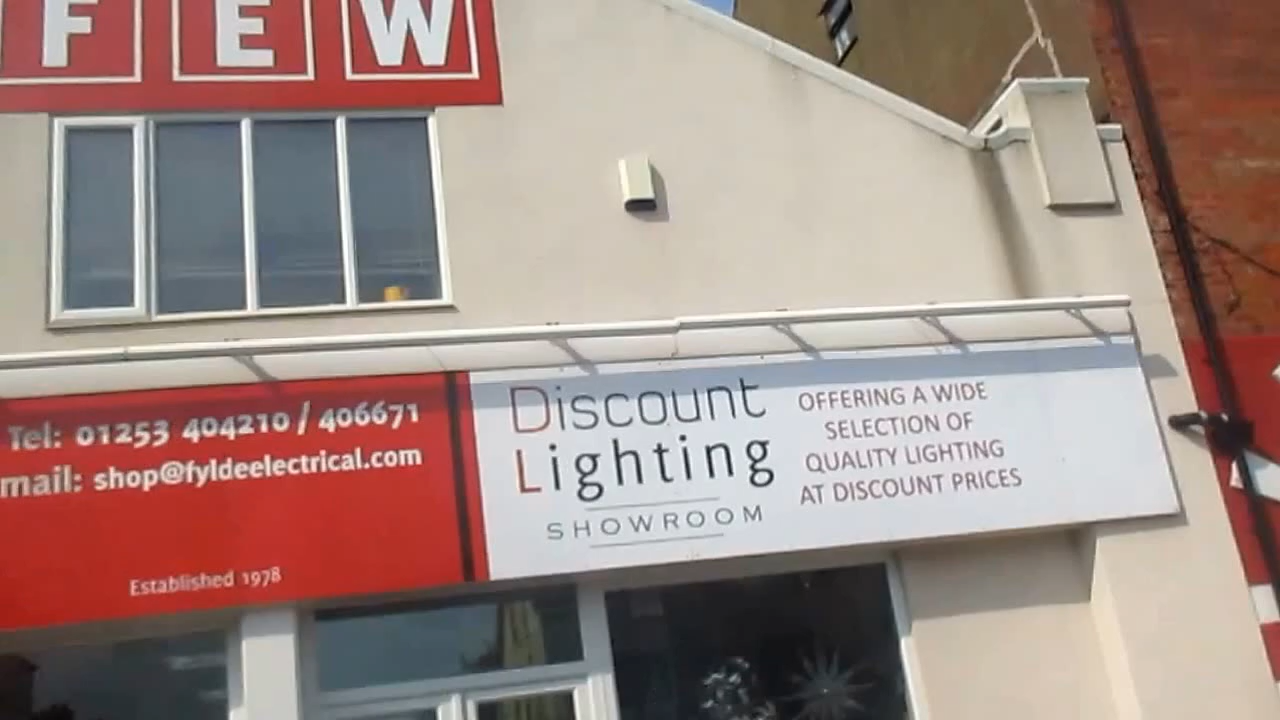 FEW
Tel: 01253 404210 / 406671
mail: shop@fyldeelectrical.com
Established 1978
Discount
Lighting
SHOWROOM
OFFERING A WIDE
SELECTION OF
QUALITY LIGHTING
AT DISCOUNT PRICES